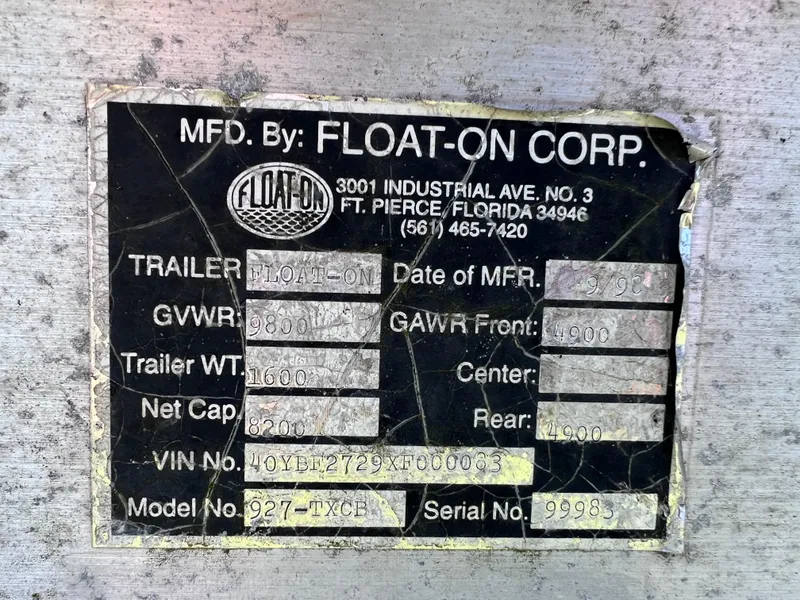 MFD. By: FLOAT-ON CORP.
FLOAT-ON
3001 INDUSTRIAL AVE. NO. 3
FT. PIERCE, FLORIDA 34946
(561) 465-7420
TRAILER FLOAT-ON Date of MFR. 9/98
GVWR: 9800 GAWR Front: 4900
Trailer WT. 1600 Center:
Net Cap. 8200 Rear: 4900
VIN No.
Model No. 927-TXCB Serial No.